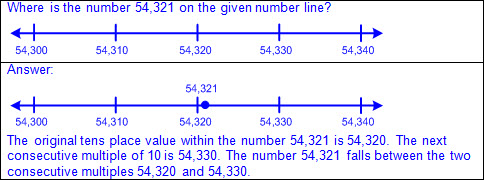 Where is the number 54,321 on the given number line?
54,300 54,310 54,320 54,330 54,340
Answer:
54,321
54,300 54,310 54,320 54,330 54,340
The original tens place value within the number 54,321 is 54,320. The next
consecutive multiple of 10 is 54,330. The number 54,321 falls between the two
consecutive multiples 54,320 and 54,330.